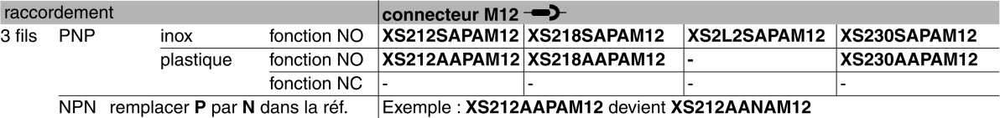 raccordement connecteur M12
3 fils PNP inox fonction NO XS212SAPAM12 XS218SAPAM12 XS2L2SAPAM12 XS230SAPAM12
plastique fonction NO XS212AAPAM12 XS218AAPAM12 - XS230AAPAM12
fonction NC - - - -
NPN remplacer P par N dans la réf. Exemple : XS212AAPAM12 devient XS212AANAM12